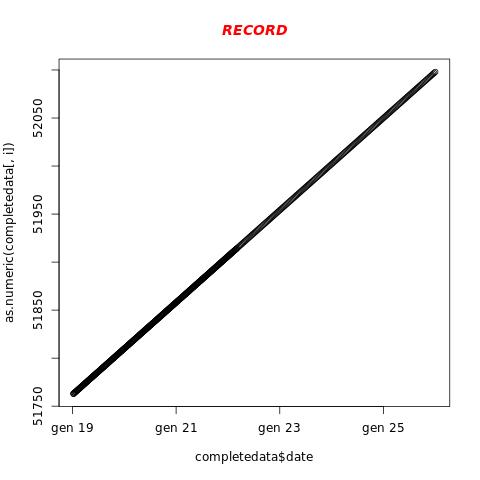 RECORD
as.numeric(completedata[, i])
52050
51950
51850
51750
gen 19 gen 21 gen 23 gen 25
completedata$date